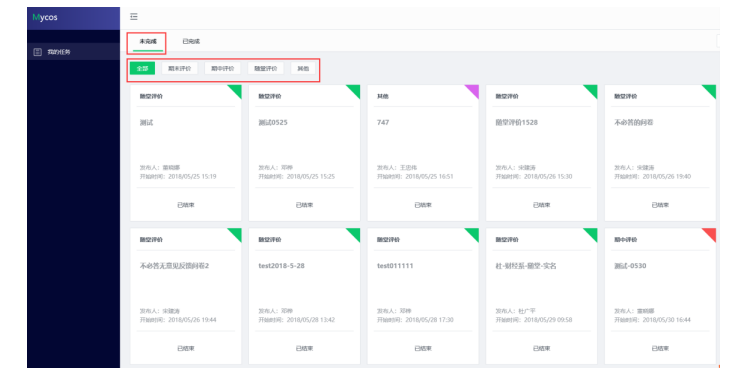 Mycos
我的任务
未完成 已完成
全部 期末评价 期中评价 随堂评价 其他
随堂评价 随堂评价 其他 随堂评价 随堂评价
测试 测试0525 747 随堂评价1528 不必答的问卷
发布人：董晓娜 发布人：邓桦 发布人：王思炜 发布人：宋健涛 发布人：宋健涛
开始时间：2018/05/25 15:19 开始时间：2018/05/25 15:25 开始时间：2018/05/25 16:51 开始时间：2018/05/26 15:30 开始时间：2018/05/26 19:40
已结束 已结束 已结束 已结束 已结束
随堂评价 随堂评价 随堂评价 随堂评价 期中评价
不必答无意见反馈问卷2 test2018-5-28 test011111 社-财经系-随堂-实名 测试-0530
发布人：宋健涛 发布人：邓桦 发布人：邓桦 发布人：杜广平 发布人：董晓娜
开始时间：2018/05/26 19:44 开始时间：2018/05/28 13:42 开始时间：2018/05/28 17:30 开始时间：2018/05/29 09:58 开始时间：2018/05/30 16:44
已结束 已结束 已结束 已结束 已结束